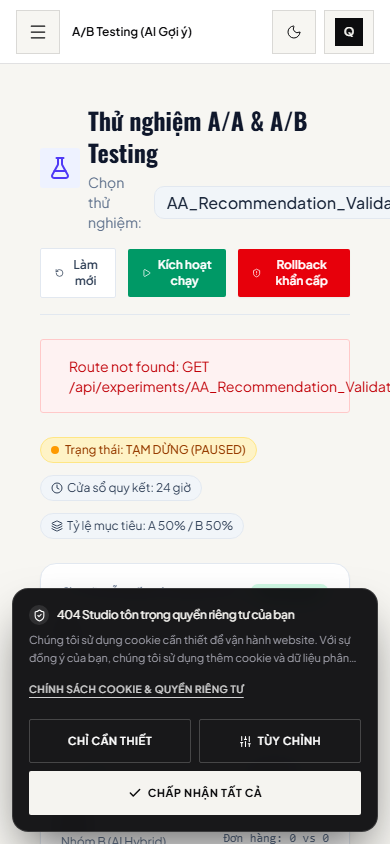 A/B Testing (AI Gợi ý)
Q
Thử nghiệm A/A & A/B
Testing
Chọn
thử
nghiệm:
AA_Recommendation_Valida
Làm
mới
Kích hoạt
chạy
Rollback
khẩn cấp
Route not found: GET
/api/experiments/AA_Recommendation_Validat
Trạng thái: TẠM DỪNG (PAUSED)
Cửa sổ quy kết: 24 giờ
Tỷ lệ mục tiêu: A 50% / B 50%
404 Studio tôn trọng quyền riêng tư của bạn
Chúng tôi sử dụng cookie cần thiết để vận hành website. Với sự
đồng ý của bạn, chúng tôi sử dụng thêm cookie và dữ liệu phân...
CHÍNH SÁCH COOKIE & QUYỀN RIÊNG TƯ
CHỈ CẦN THIẾT
TÙY CHỈNH
CHẤP NHẬN TẤT CẢ
Nhóm B (AI Hybrid)
Đơn hàng: 0 vs 0